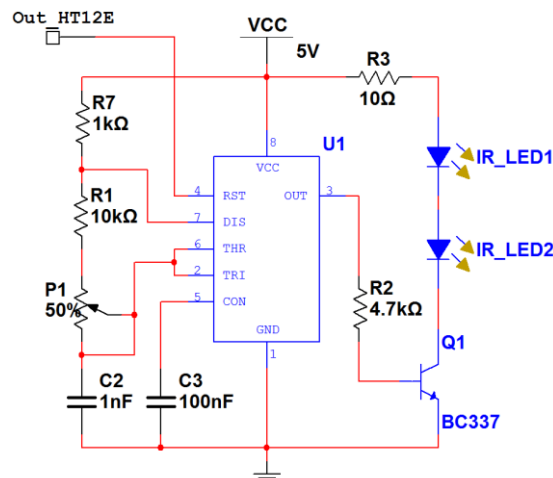 Out_HT12E
VCC
5V
R3
10Ω
R7
1kΩ
U1
8
VCC
IR_LED1
R1
10kΩ
4
RST
OUT
3
7
DIS
6
THR
IR_LED2
P1
50%
2
TRI
R2
4.7kΩ
5
CON
GND
1
Q1
C2
1nF
C3
100nF
BC337